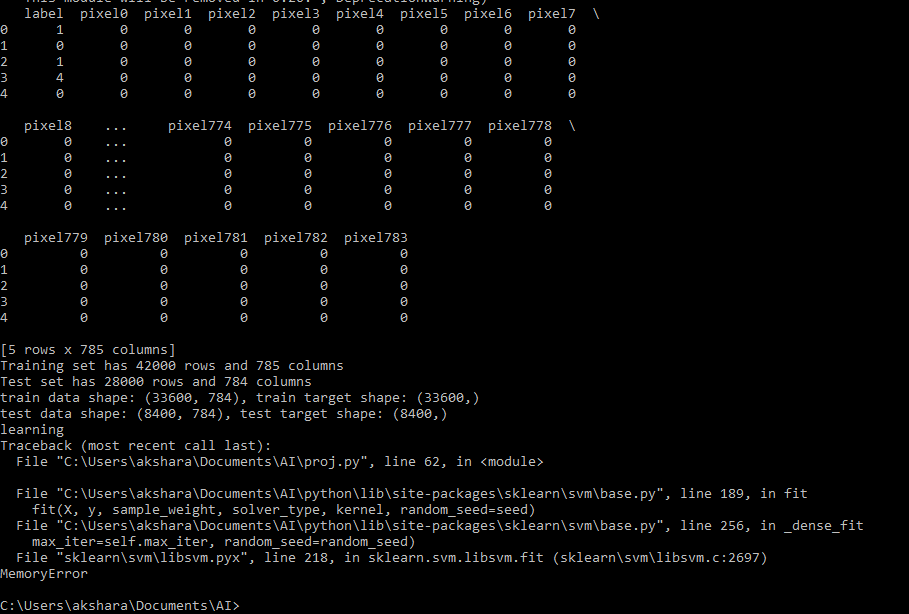 This module will be removed in 0.20.", DeprecationWarning)
label pixel0 pixel1 pixel2 pixel3 pixel4 pixel5 pixel6 pixel7 \
0 1 0 0 0 0 0 0 0 0
1 0 0 0 0 0 0 0 0 0
2 1 0 0 0 0 0 0 0 0
3 4 0 0 0 0 0 0 0 0
4 0 0 0 0 0 0 0 0 0
pixel8 ... pixel774 pixel775 pixel776 pixel777 pixel778 \
0 0 ... 0 0 0 0 0
1 0 ... 0 0 0 0 0
2 0 ... 0 0 0 0 0
3 0 ... 0 0 0 0 0
4 0 ... 0 0 0 0 0
pixel779 pixel780 pixel781 pixel782 pixel783
0 0 0 0 0 0
1 0 0 0 0 0
2 0 0 0 0 0
3 0 0 0 0 0
4 0 0 0 0 0
[5 rows x 785 columns]
Training set has 42000 rows and 785 columns
Test set has 28000 rows and 784 columns
train data shape: (33600, 784), train target shape: (33600,)
test data shape: (8400, 784), test target shape: (8400,)
learning
Traceback (most recent call last):
File "C:\Users\akshara\Documents\AI\proj.py", line 62, in <module>
File "C:\Users\akshara\Documents\AI\python\lib\site-packages\sklearn\svm\base.py", line 189, in fit
fit(X, y, sample_weight, solver_type, kernel, random_seed=seed)
File "C:\Users\akshara\Documents\AI\python\lib\site-packages\sklearn\svm\base.py", line 256, in _dense_fit
max_iter=self.max_iter, random_seed=random_seed)
File "sklearn\svm\libsvm.pyx", line 218, in sklearn.svm.libsvm.fit (sklearn\svm\libsvm.c:2697)
MemoryError
C:\Users\akshara\Documents\AI>